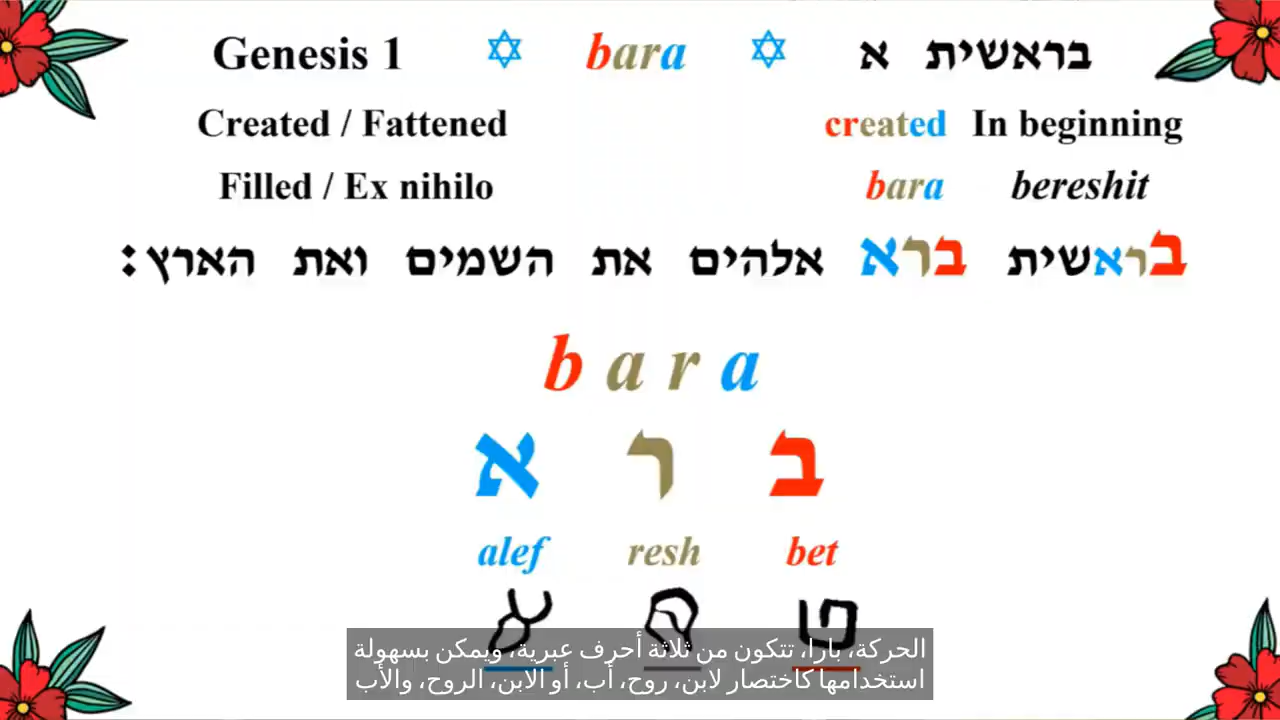 Genesis 1 ✡ bara ✡ בראשית א
Created / Fattened
created In beginning
Filled / Ex nihilo
bara bereshit
בראשית ברא אלהים את השמים ואת הארץ:
b a r a
ב ר א
alef resh bet
الحركة، بارا، تتكون من ثلاثة أحرف عبرية، ويمكن بسهولة
استخدامها كاختصار لابن، روح، أب، أو الابن، الروح، والأب